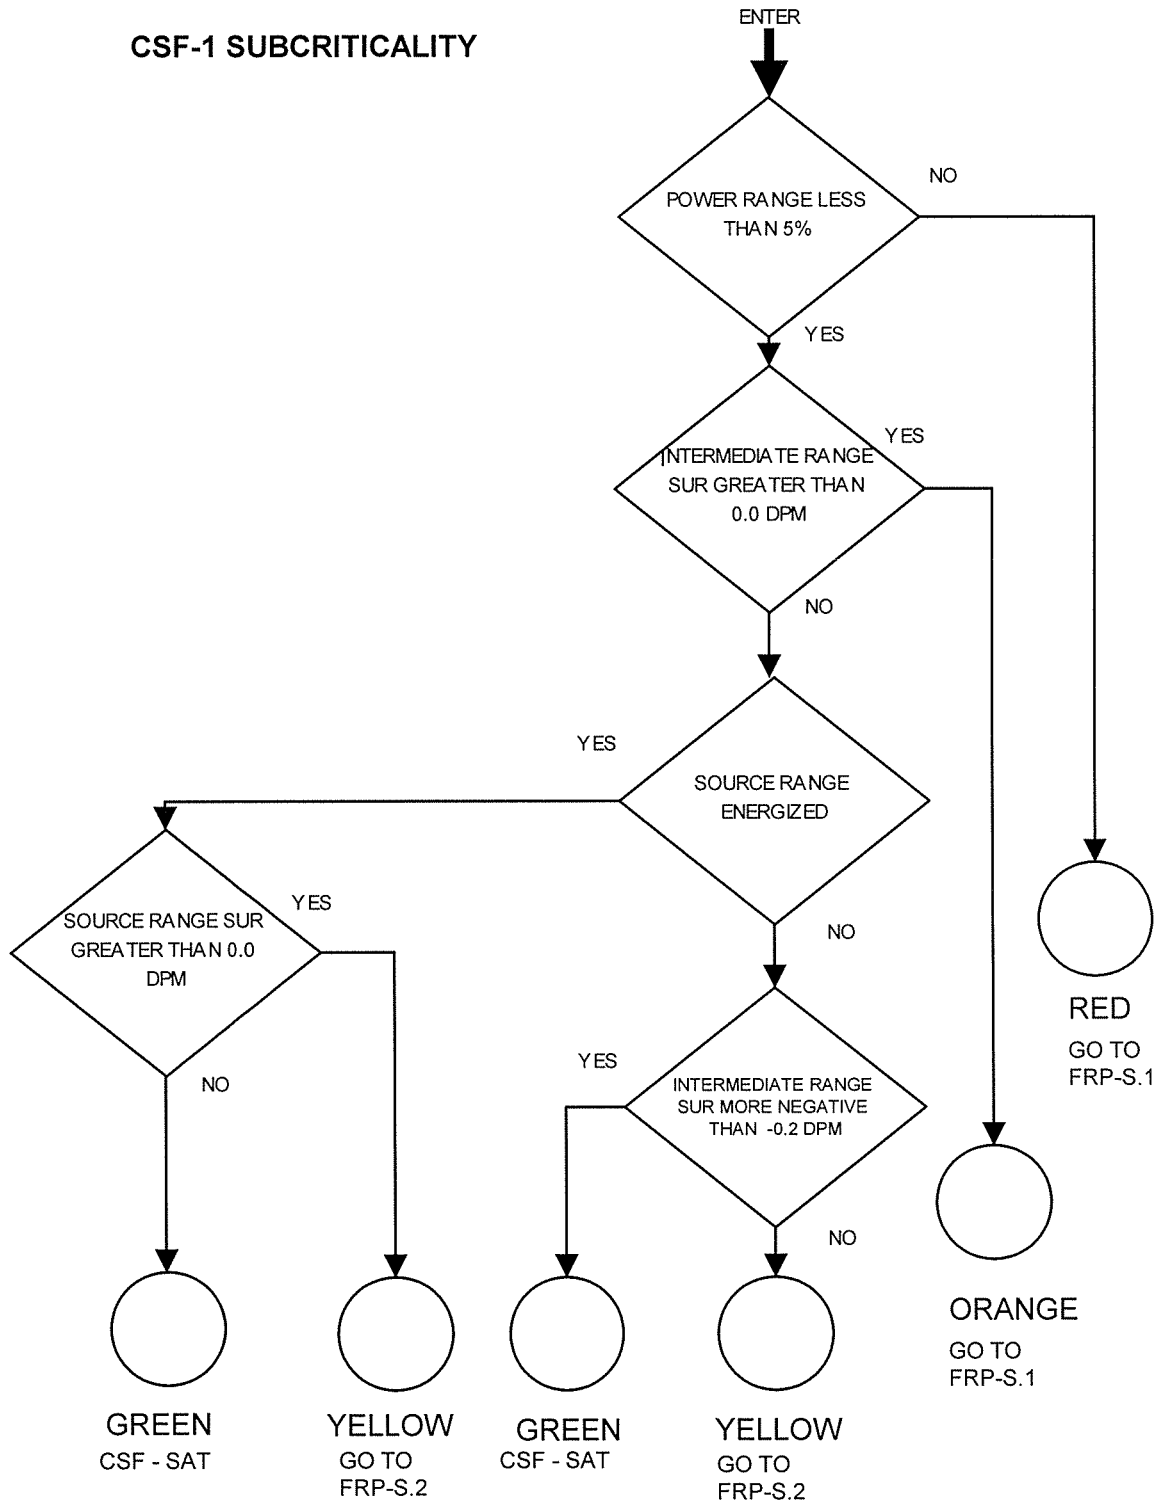 ENTER
CSF-1 SUBCRITICALITY
NO
POWER RANGE LESS
THAN 5%
YES
YES
INTERMEDIATE RANGE
SUR GREATER THAN
0.0 DPM
NO
YES
SOURCE RANGE
ENERGIZED
YES
SOURCE RANGE SUR
GREATER THAN 0.0
DPM
NO
NO
YES
INTERMEDIATE RANGE
SUR MORE NEGATIVE
THAN -0.2 DPM
NO
RED
GO TO
FRP-S.1
ORANGE
GO TO
FRP-S.1
GREEN
CSF - SAT
YELLOW
GO TO
FRP-S.2
GREEN
CSF - SAT
YELLOW
GO TO
FRP-S.2